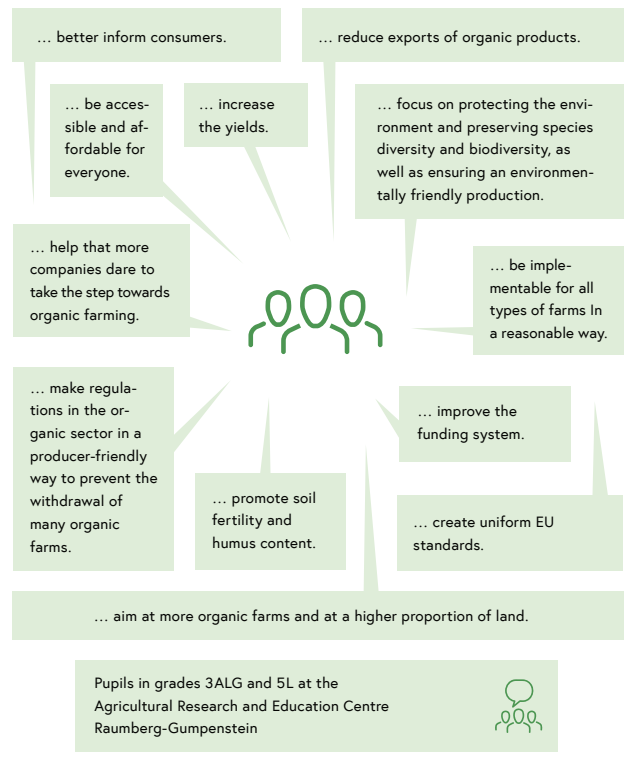 … better inform consumers.
… reduce exports of organic products.
… be acces-
sible and af-
fordable for
everyone.
… increase
the yields.
… focus on protecting the envi-
ronment and preserving species
diversity and biodiversity, as
well as ensuring an environmen-
tally friendly production.
… help that more
companies dare to
take the step towards
organic farming.
… be imple-
mentable for all
types of farms In
a reasonable way.
… make regula-
tions in the or-
ganic sector in a
producer-friendly
way to prevent the
withdrawal of
many organic
farms.
… improve the
funding system.
… promote soil
fertility and
humus content.
… create uniform EU
standards.
… aim at more organic farms and at a higher proportion of land.
Pupils in grades 3ALG and 5L at the
Agricultural Research and Education Centre
Raumberg-Gumpenstein